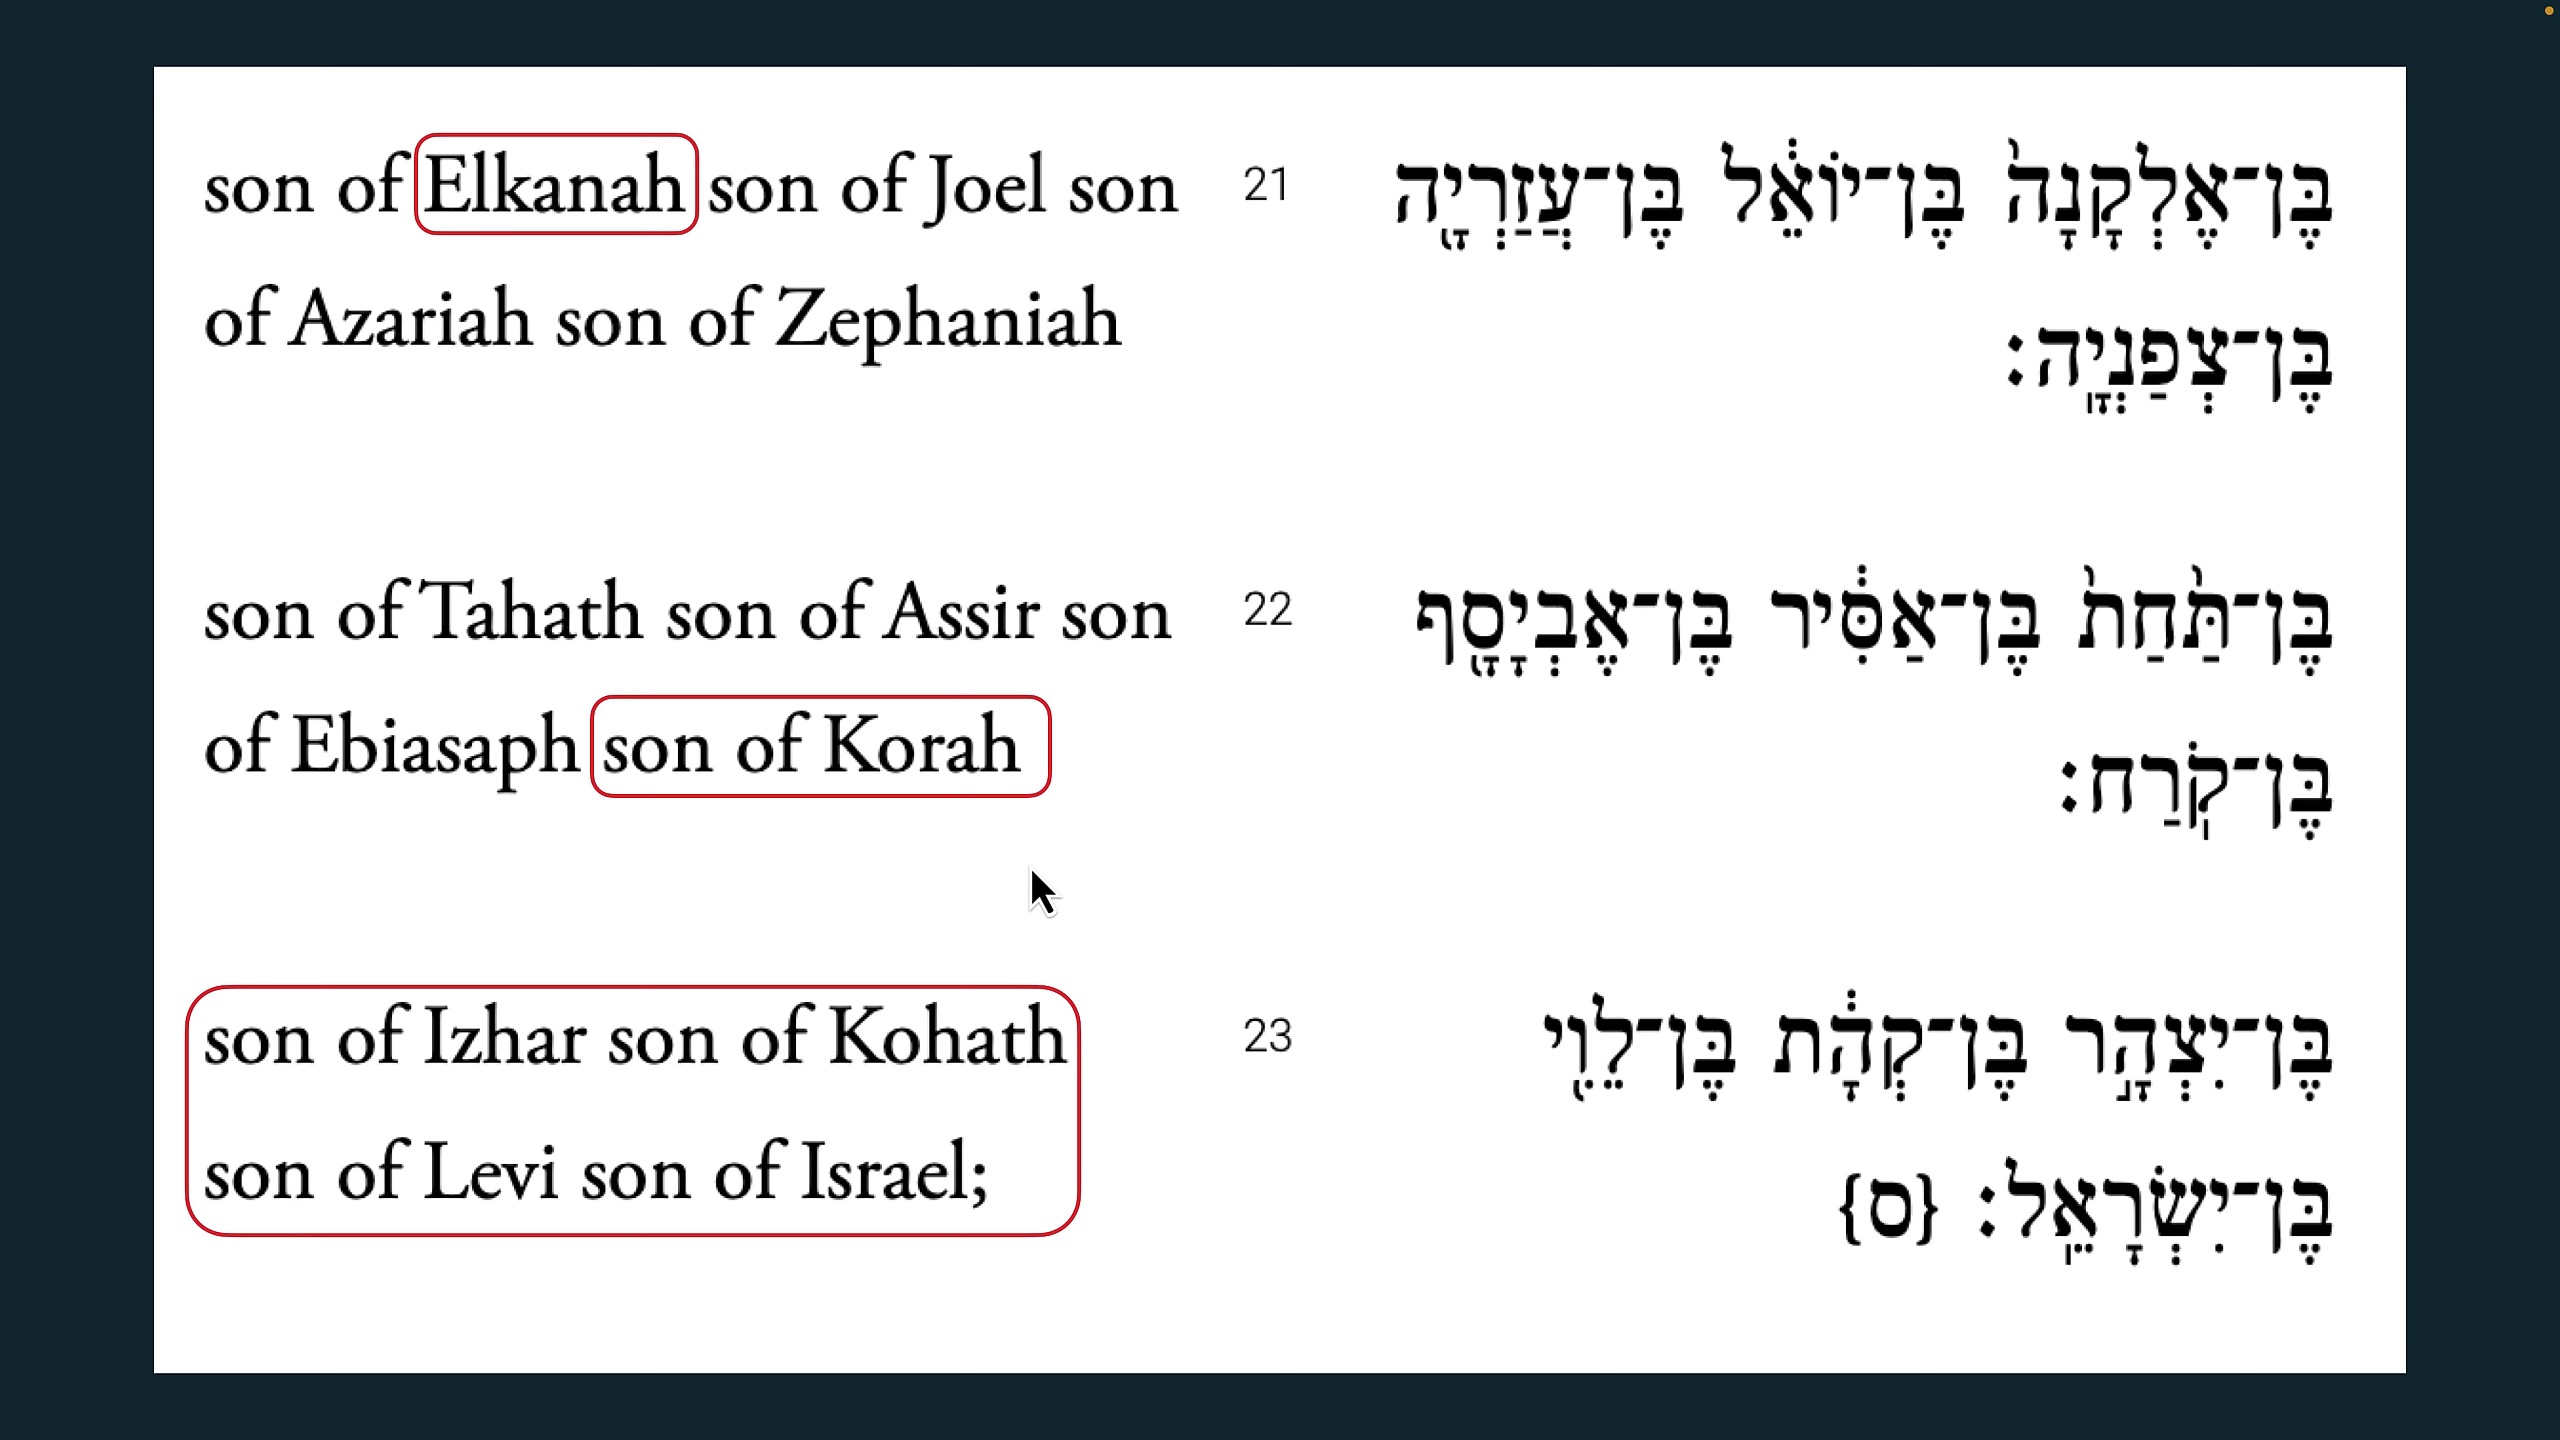 son of Elkanah son of Joel son
of Azariah son of Zephaniah
21
בֶּן־אֶלְקָנָה֙ בֶּן־יוֹאֵ֔ל בֶּן־עֲזַרְיָ֖ה
בֶּן־צְפַנְיָֽה׃
son of Tahath son of Assir son
of Ebiasaph son of Korah
22
בֶּן־תַּ֙חַת֙ בֶּן־אַסִּ֔יר בֶּן־אֶבְיָסָ֖ף
בֶּן־קֹֽרַח׃
son of Izhar son of Kohath
son of Levi son of Israel;
23
בֶּן־יִצְהָ֣ר בֶּן־קְהָ֔ת בֶּן־לֵוִ֖י
בֶּן־יִשְׂרָאֵֽל׃ {ס}